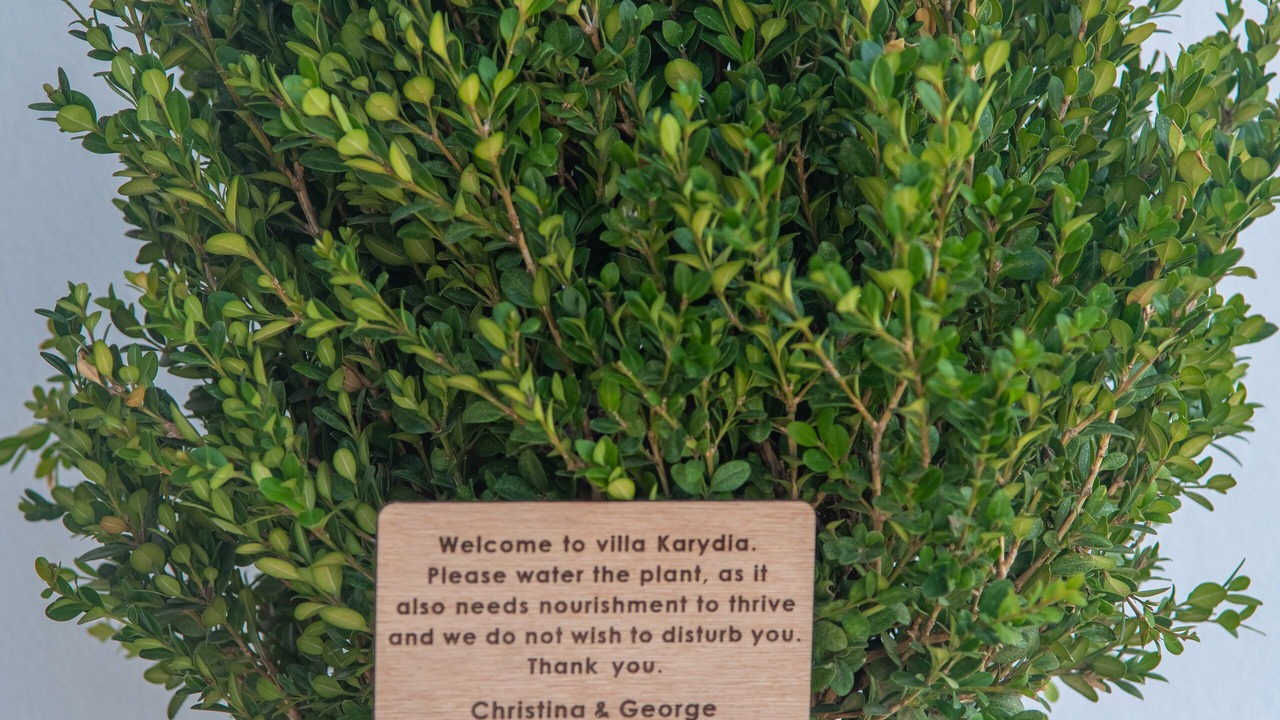 Welcome to villa Karydia.
Please water the plant, as it
also needs nourishment to thrive
and we do not wish to disturb you.
Thank you.
Christina & George